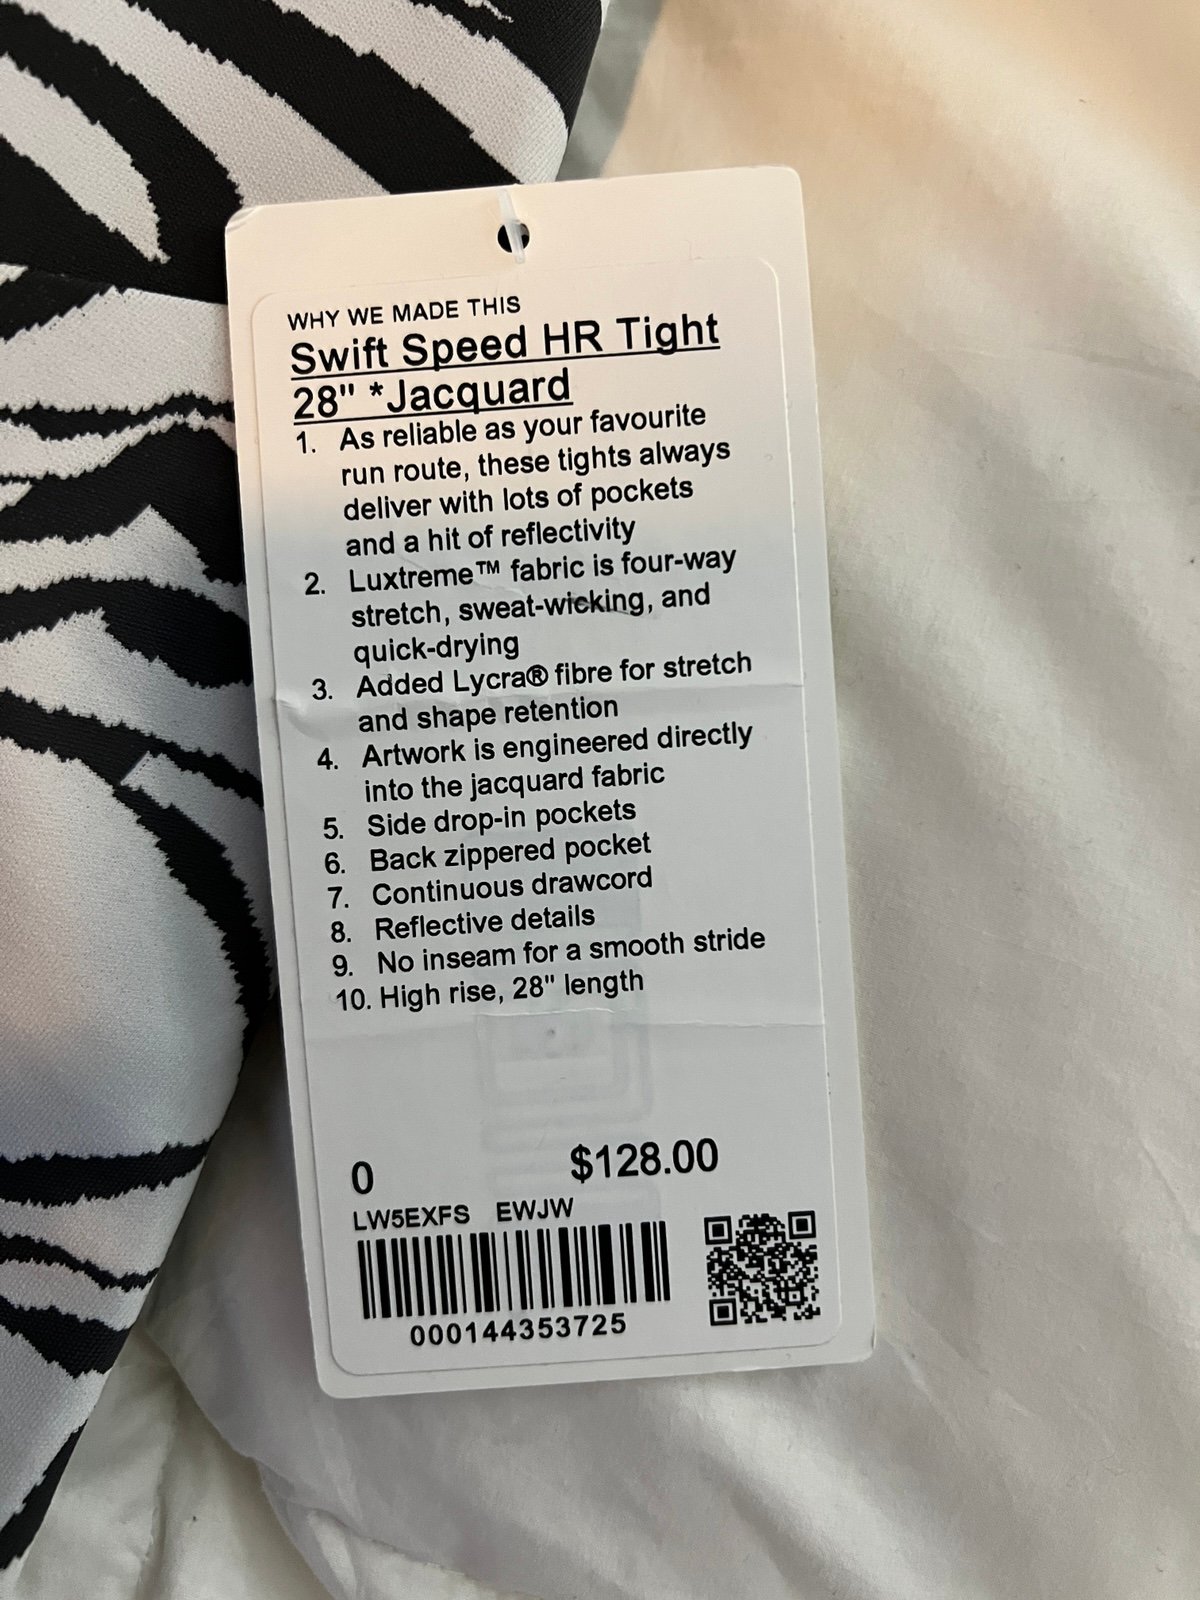 WHY WE MADE THIS
Swift Speed HR Tight
28" *Jacquard
1. As reliable as your favourite
run route, these tights always
deliver with lots of pockets
and a hit of reflectivity
2. Luxtreme™ fabric is four-way
stretch, sweat-wicking, and
quick-drying
3. Added Lycra® fibre for stretch
and shape retention
4. Artwork is engineered directly
into the jacquard fabric
5. Side drop-in pockets
6. Back zippered pocket
7. Continuous drawcord
8. Reflective details
9. No inseam for a smooth stride
10. High rise, 28" length
0 $128.00
LW5EXFS EWJW
000144353725